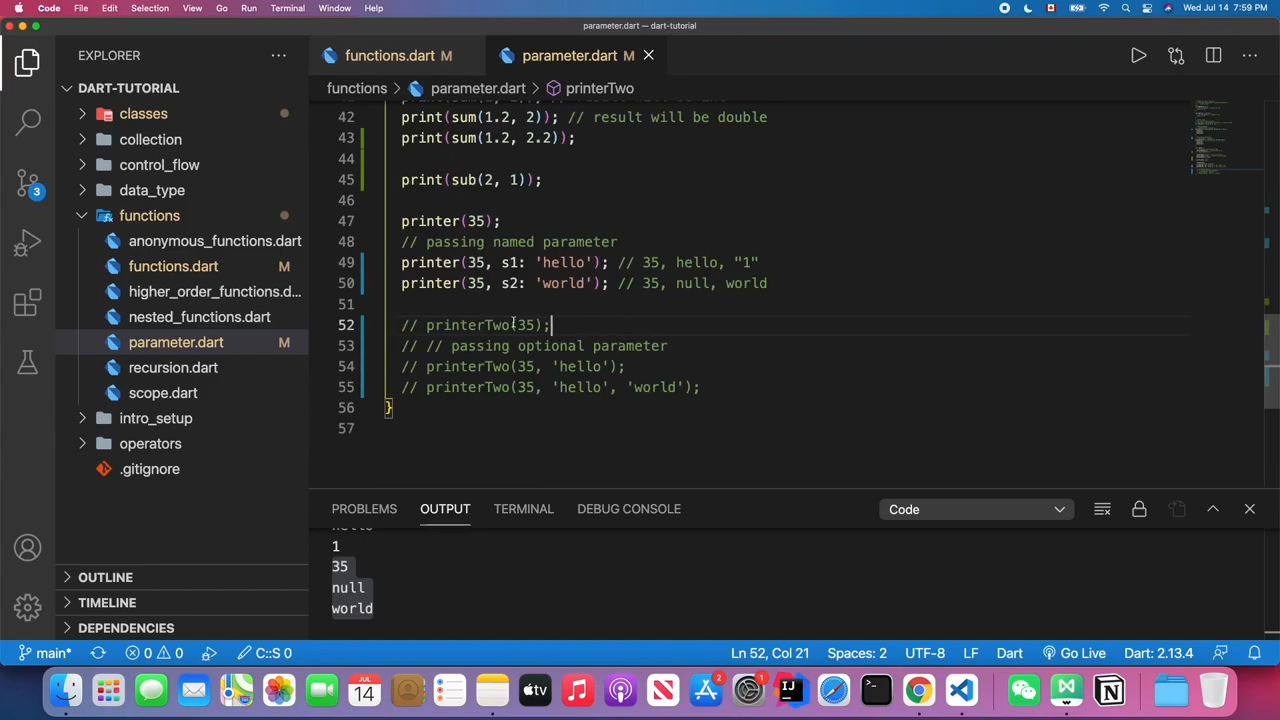 Code File Edit Selection View Go Run Terminal Window Help Wed Jul 14 7:59 PM
parameter.dart — dart-tutorial
EXPLORER
functions.dart M
parameter.dart M
functions > parameter.dart > printerTwo
DART-TUTORIAL
classes
collection
control_flow
data_type
functions
anonymous_functions.dart
functions.dart M
higher_order_functions.d...
nested_functions.dart
parameter.dart M
recursion.dart
scope.dart
intro_setup
operators
.gitignore
OUTLINE
TIMELINE
DEPENDENCIES
3
42 print(sum(1.2, 2)); // result will be double
43 print(sum(1.2, 2.2));
44
45 print(sub(2, 1));
46
47 printer(35);
48 // passing named parameter
49 printer(35, s1: 'hello'); // 35, hello, "1"
50 printer(35, s2: 'world'); // 35, null, world
51
52 // printerTwo(35);
53 // // passing optional parameter
54 // printerTwo(35, 'hello');
55 // printerTwo(35, 'hello', 'world');
56 }
57
PROBLEMS OUTPUT TERMINAL DEBUG CONSOLE Code
1
35
null
world
main* 0 0 C::S 0 Ln 52, Col 21 Spaces: 2 UTF-8 LF Dart Go Live Dart: 2.13.4
JUL
14
tv
2
1